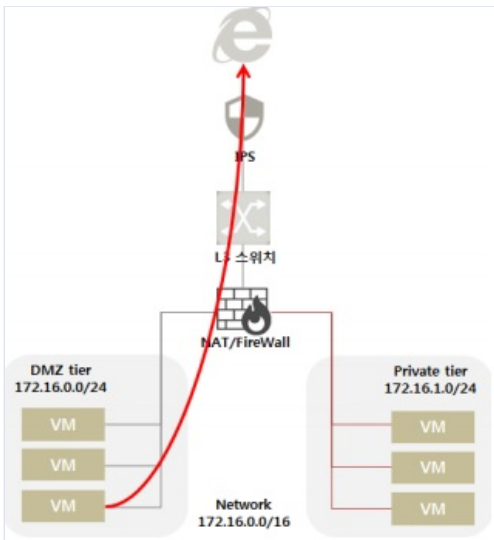 IPS
L3 스위치
NAT/FireWall
DMZ tier
172.16.0.0/24
VM
VM
VM
Private tier
172.16.1.0/24
VM
VM
VM
Network
172.16.0.0/16